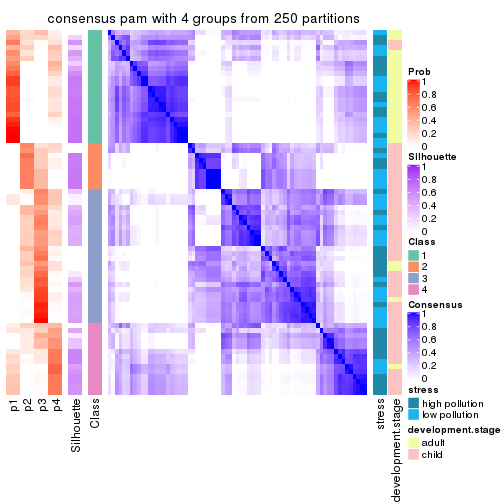 consensus pam with 4 groups from 250 partitions
Prob
1
0.8
0.6
0.4
0.2
0
Silhouette
1
0.8
0.6
0.4
0.2
0
Class
1
2
3
4
Consensus
1
0.8
0.6
0.4
0.2
0
stress
high pollution
low pollution
development.stage
adult
child
p1
p2
p3
p4
Silhouette
Class
stress
development.stage